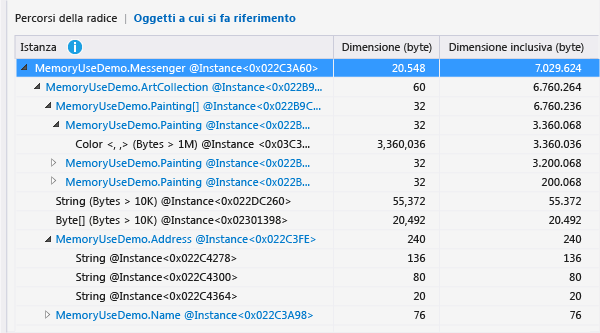 Percorsi della radice | Oggetti a cui si fa riferimento
Istanza Dimensione (byte) Dimensione inclusiva (byte)
MemoryUseDemo.Messenger @Instance<0x022C3A60> 20.548 7.029.624
MemoryUseDemo.ArtCollection @Instance<0x022B9... 60 6.760.264
MemoryUseDemo.Painting[] @Instance<0x022B9C... 32 6.760.236
MemoryUseDemo.Painting @Instance<0x022B... 32 3.360.068
Color <, ,> (Bytes > 1M) @Instance <0x03C3... 3,360,036 3.360.036
MemoryUseDemo.Painting @Instance<0x022B... 32 3.200.068
MemoryUseDemo.Painting @Instance<0x022B... 32 200.068
String (Bytes > 10K) @Instance<0x022DC260> 55,372 55.372
Byte[] (Bytes > 10K) @Instance<0x02301398> 20,492 20.492
MemoryUseDemo.Address @Instance<0x022C3FE> 240 240
String @Instance<0x022C4278> 136 136
String @Instance<0x022C4300> 80 80
String @Instance<0x022C4364> 20 20
MemoryUseDemo.Name @Instance<0x022C3A98> 76 76